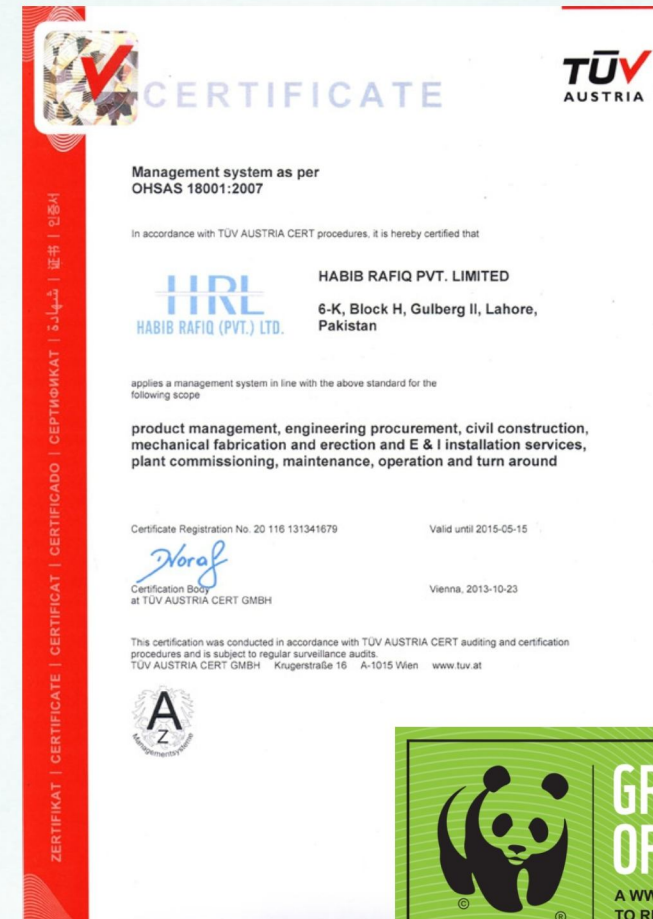 CERTIFICATE
TÜV
AUSTRIA
Management system as per
OHSAS 18001:2007
In accordance with TÜV AUSTRIA CERT procedures, it is hereby certified that
HRL
HABIB RAFIQ (PVT.) LTD.
HABIB RAFIQ PVT. LIMITED
6-K, Block H, Gulberg II, Lahore,
Pakistan
applies a management system in line with the above standard for the
following scope
product management, engineering procurement, civil construction,
mechanical fabrication and erection and E & I installation services,
plant commissioning, maintenance, operation and turn around
Certificate Registration No. 20 116 131341679
Valid until 2015-05-15
Certification Body
at TÜV AUSTRIA CERT GMBH
Vienna, 2013-10-23
This certification was conducted in accordance with TÜV AUSTRIA CERT auditing and certification
procedures and is subject to regular surveillance audits.
TÜV AUSTRIA CERT GMBH Krugerstraße 16 A-1015 Wien www.tuv.at
A
Z
Managementsysteme
ZERTIFIKAT | CERTIFICATE | CERTIFICAT | CERTIFICADO | СЕРТИФИКАТ | شهادة | 证书 | 인증서
©
®
A WW